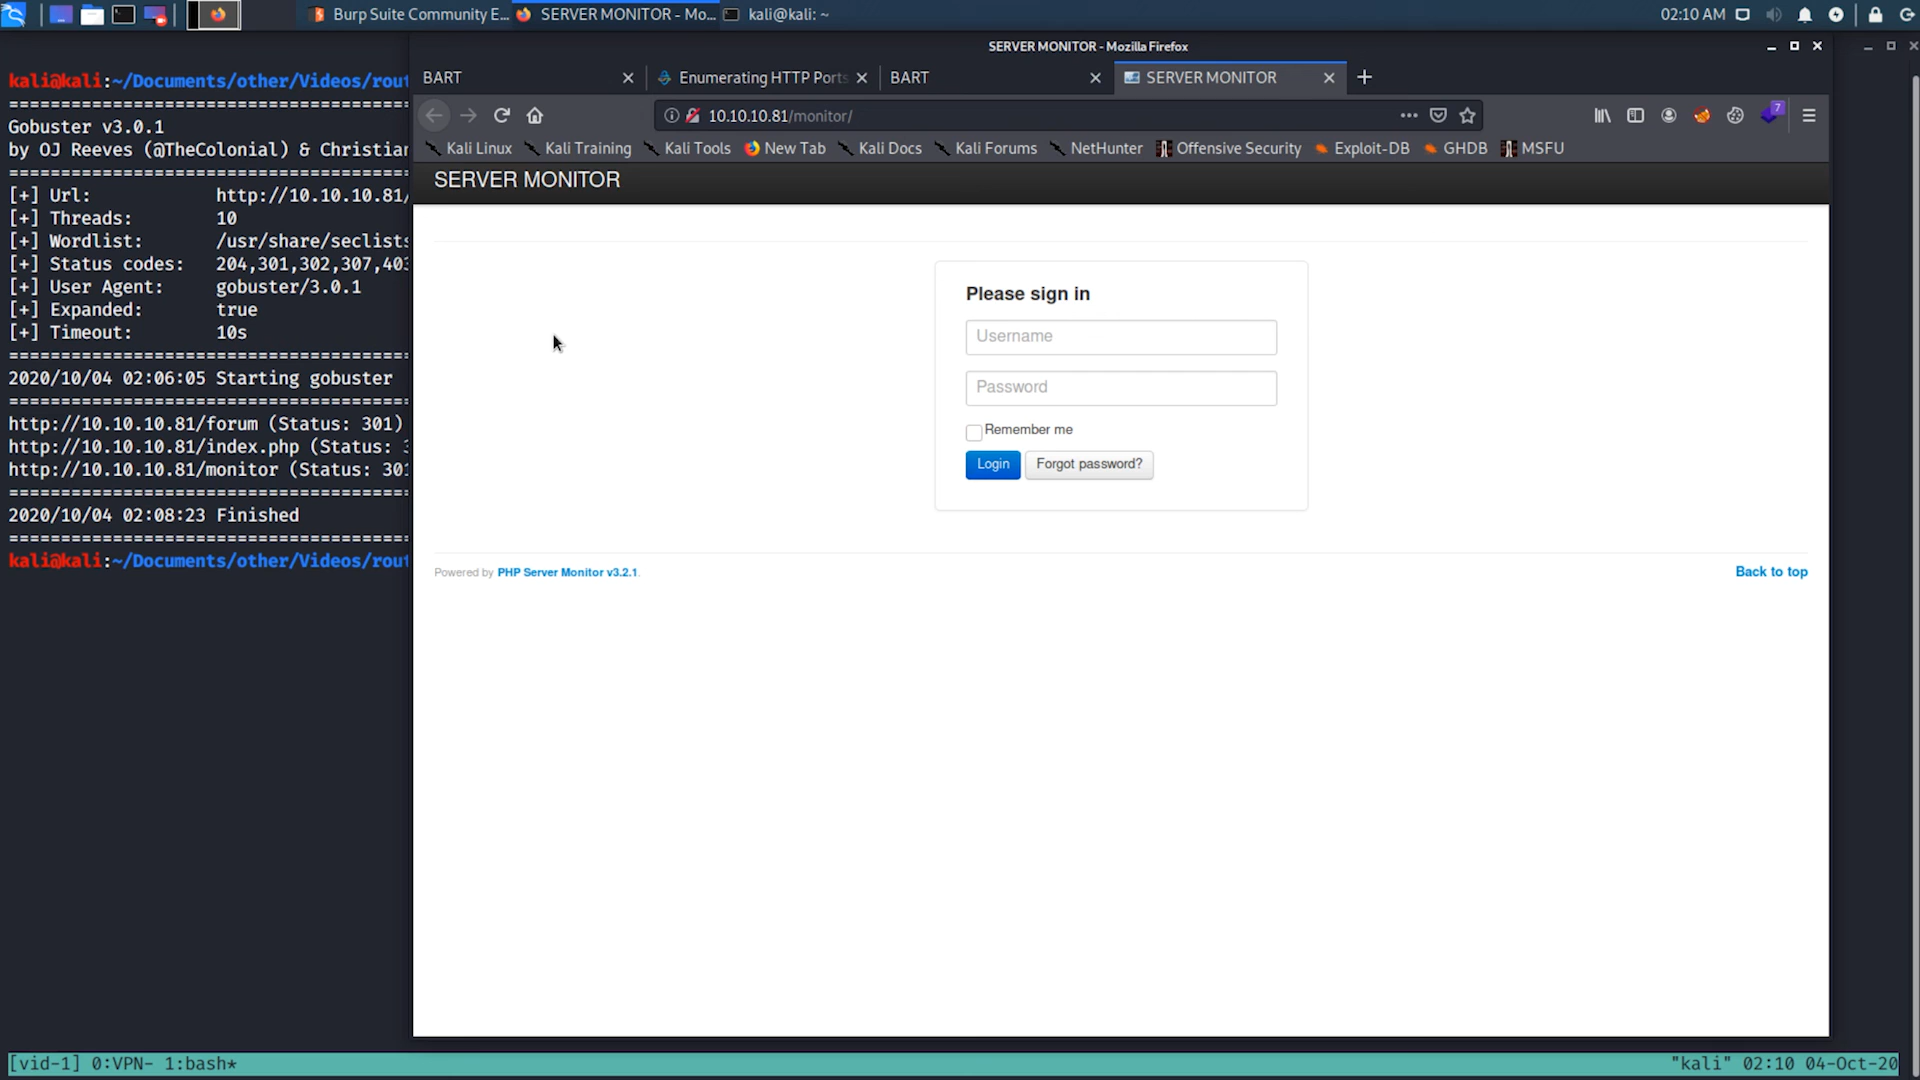 Burp Suite Community E...
SERVER MONITOR - Mo...
kali@kali: ~
02:10 AM
kali@kali:~/Documents/other/Videos/rout
================================================
Gobuster v3.0.1
by OJ Reeves (@TheColonial) & Christian
================================================
[+] Url: http://10.10.10.81/
[+] Threads: 10
[+] Wordlist: /usr/share/seclists
[+] Status codes: 204,301,302,307,403
[+] User Agent: gobuster/3.0.1
[+] Expanded: true
[+] Timeout: 10s
================================================
2020/10/04 02:06:05 Starting gobuster
================================================
http://10.10.10.81/forum (Status: 301)
http://10.10.10.81/index.php (Status: 3
http://10.10.10.81/monitor (Status: 301
================================================
2020/10/04 02:08:23 Finished
================================================
kali@kali:~/Documents/other/Videos/rout
SERVER MONITOR - Mozilla Firefox
BART
Enumerating HTTP Ports
BART
SERVER MONITOR
10.10.10.81/monitor/
7
Kali Linux
Kali Training
Kali Tools
New Tab
Kali Docs
Kali Forums
NetHunter
Offensive Security
Exploit-DB
GHDB
MSFU
SERVER MONITOR
Please sign in
Username
Password
Remember me
Login
Forgot password?
Powered by PHP Server Monitor v3.2.1.
Back to top
[vid-1] 0:VPN- 1:bash*
"kali" 02:10 04-Oct-20